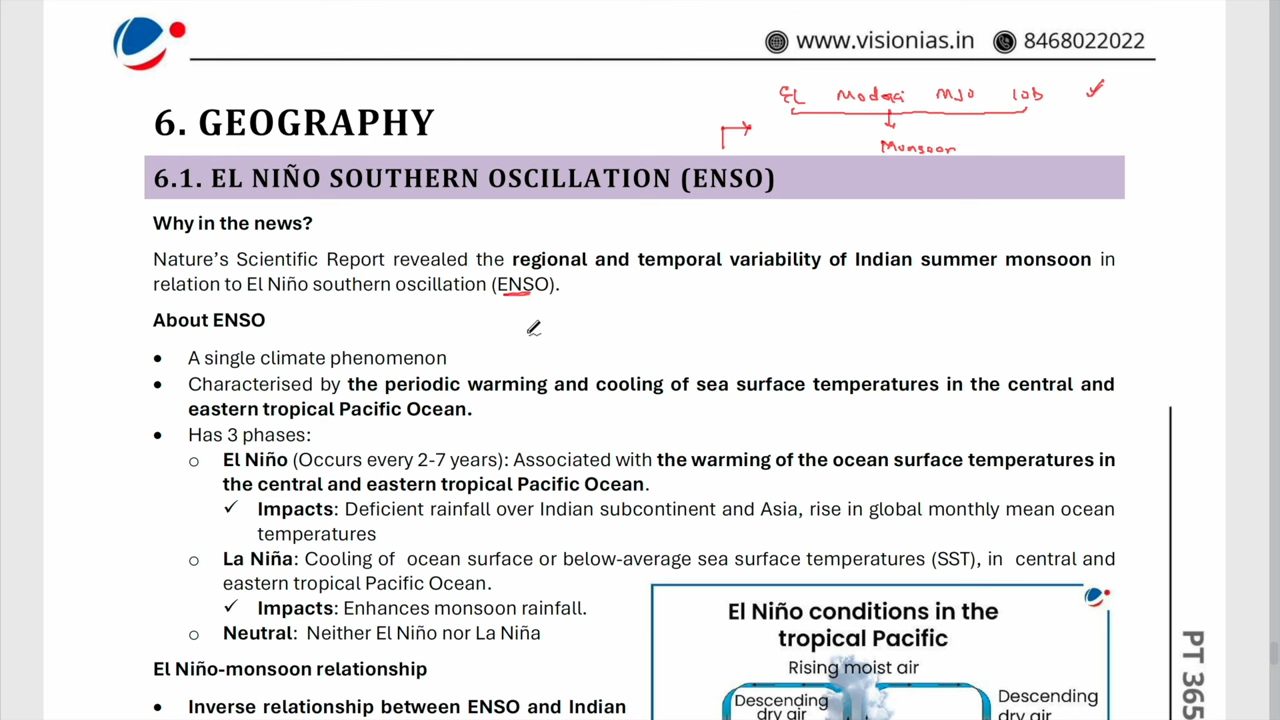 www.visionias.in 8468022022
EL Modoki MJO IOD
Monsoon
6. GEOGRAPHY
6.1. EL NIÑO SOUTHERN OSCILLATION (ENSO)
Why in the news?
Nature’s Scientific Report revealed the regional and temporal variability of Indian summer monsoon in
relation to El Niño southern oscillation (ENSO).
About ENSO
• A single climate phenomenon
• Characterised by the periodic warming and cooling of sea surface temperatures in the central and
eastern tropical Pacific Ocean.
• Has 3 phases:
o El Niño (Occurs every 2-7 years): Associated with the warming of the ocean surface temperatures in
the central and eastern tropical Pacific Ocean.
✓ Impacts: Deficient rainfall over Indian subcontinent and Asia, rise in global monthly mean ocean
temperatures
o La Niña: Cooling of ocean surface or below-average sea surface temperatures (SST), in central and
eastern tropical Pacific Ocean.
✓ Impacts: Enhances monsoon rainfall.
o Neutral: Neither El Niño nor La Niña
El Niño-monsoon relationship
• Inverse relationship between ENSO and Indian
El Niño conditions in the
tropical Pacific
Rising moist air
Descending
dry air
Descending
dry air
PT 365